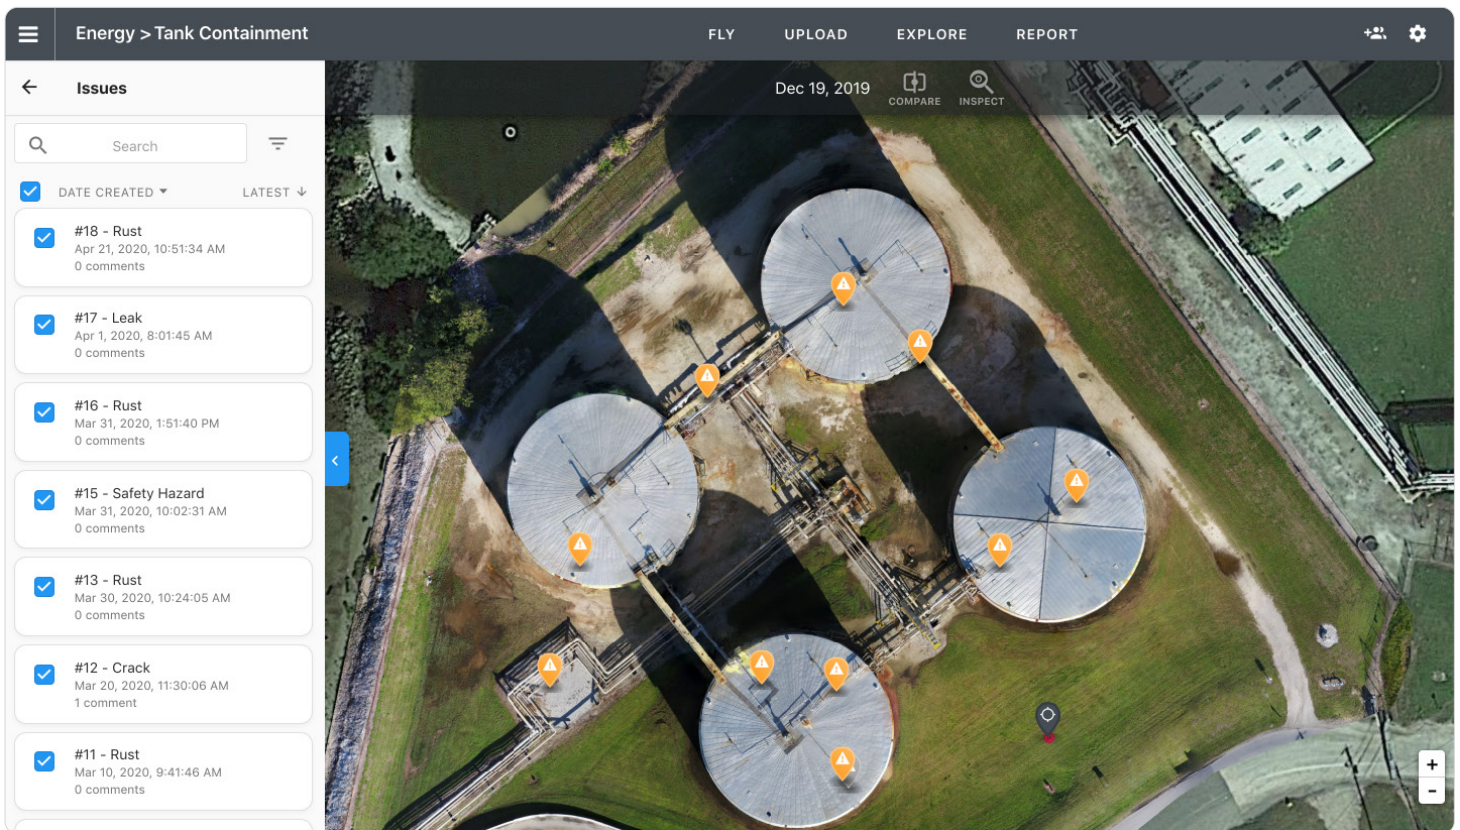 Energy > Tank Containment
FLY
UPLOAD
EXPLORE
REPORT
Issues
Dec 19, 2019
COMPARE
INSPECT
Search
DATE CREATED
LATEST
#18 - Rust
Apr 21, 2020, 10:51:34 AM
0 comments
#17 - Leak
Apr 1, 2020, 8:01:45 AM
0 comments
#16 - Rust
Mar 31, 2020, 1:51:40 PM
0 comments
#15 - Safety Hazard
Mar 31, 2020, 10:02:31 AM
0 comments
#13 - Rust
Mar 30, 2020, 10:24:05 AM
0 comments
#12 - Crack
Mar 20, 2020, 11:30:06 AM
1 comment
#11 - Rust
Mar 10, 2020, 9:41:46 AM
0 comments
+
-